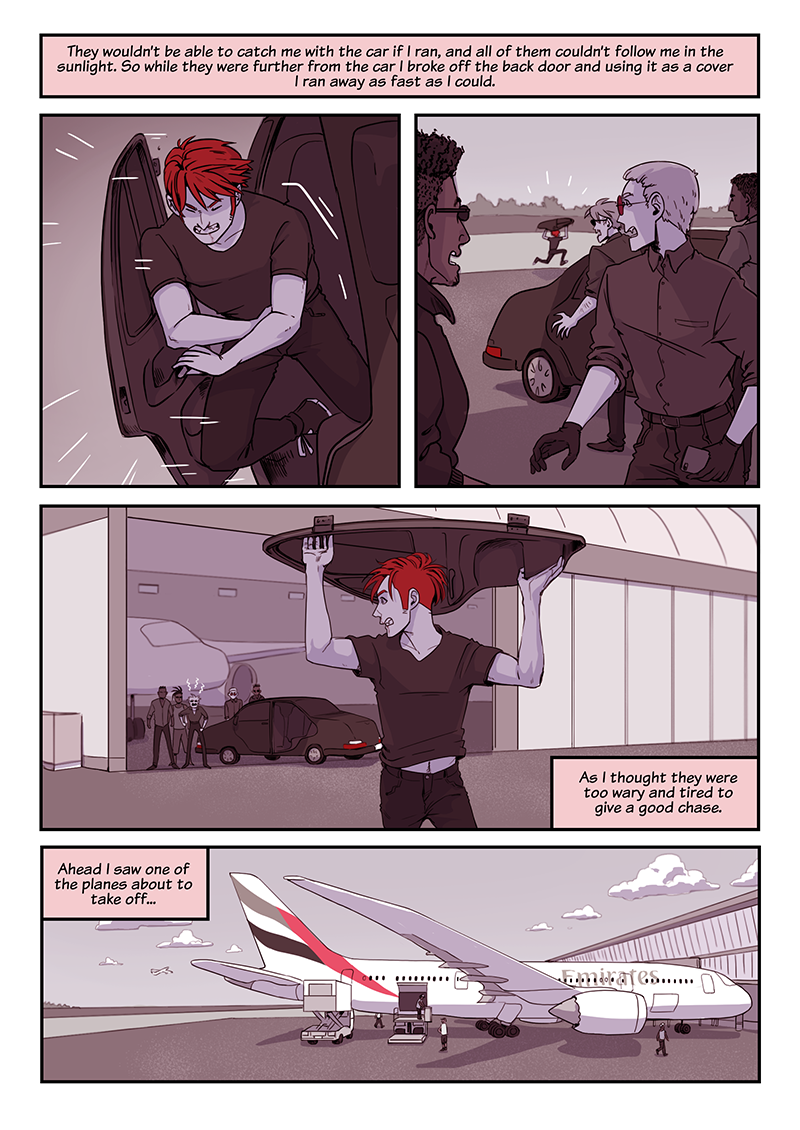 They wouldn't be able to catch me with the car if I ran, and all of them couldn't follow me in the
sunlight. So while they were further from the car I broke off the back door and using it as a cover
I ran away as fast as I could.
As I thought they were
too wary and tired to
give a good chase.
Ahead I saw one of
the planes about to
take off...
Emirates